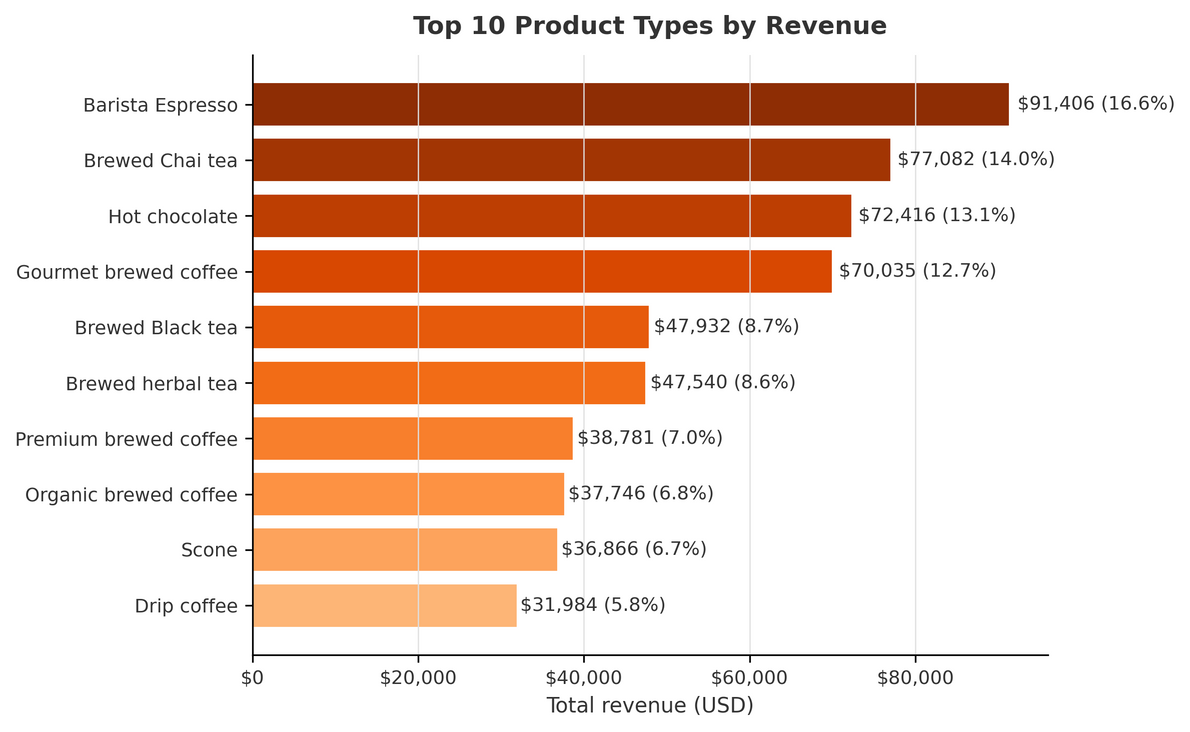 Top 10 Product Types by Revenue
Barista Espresso $91,406 (16.6%)
Brewed Chai tea $77,082 (14.0%)
Hot chocolate $72,416 (13.1%)
Gourmet brewed coffee $70,035 (12.7%)
Brewed Black tea $47,932 (8.7%)
Brewed herbal tea $47,540 (8.6%)
Premium brewed coffee $38,781 (7.0%)
Organic brewed coffee $37,746 (6.8%)
Scone $36,866 (6.7%)
Drip coffee $31,984 (5.8%)
$0 $20,000 $40,000 $60,000 $80,000
Total revenue (USD)